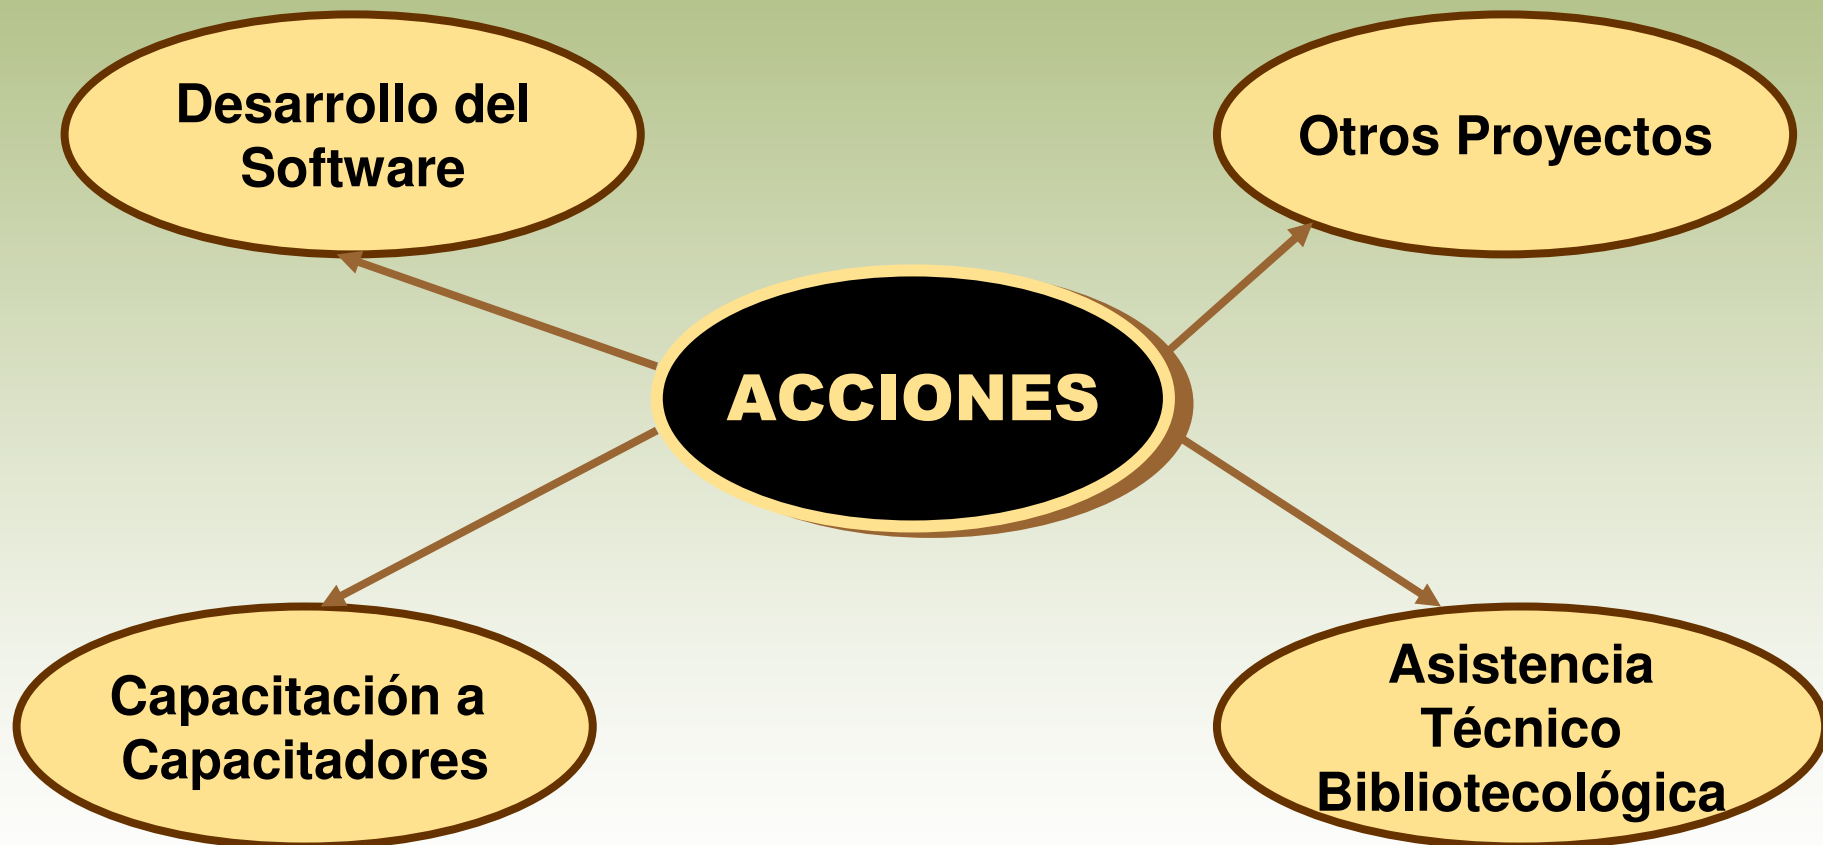 Desarrollo del
Software
Otros Proyectos
ACCIONES
Capacitación a
Capacitadores
Asistencia
Técnico
Bibliotecológica